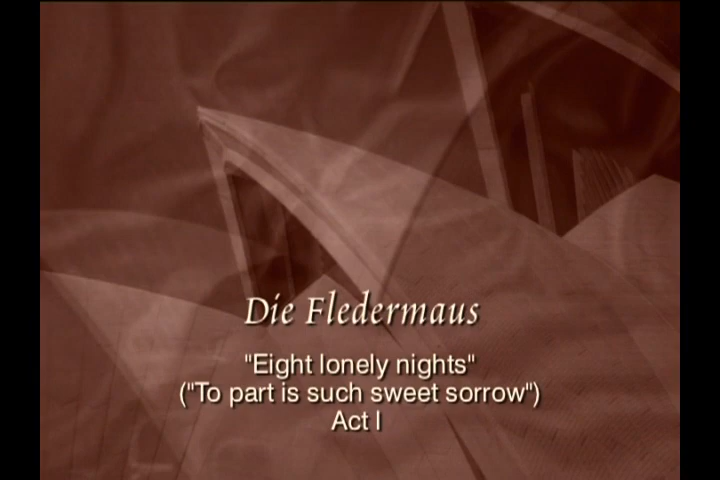 Die Fledermaus
"Eight lonely nights"
("To part is such sweet sorrow")
Act I